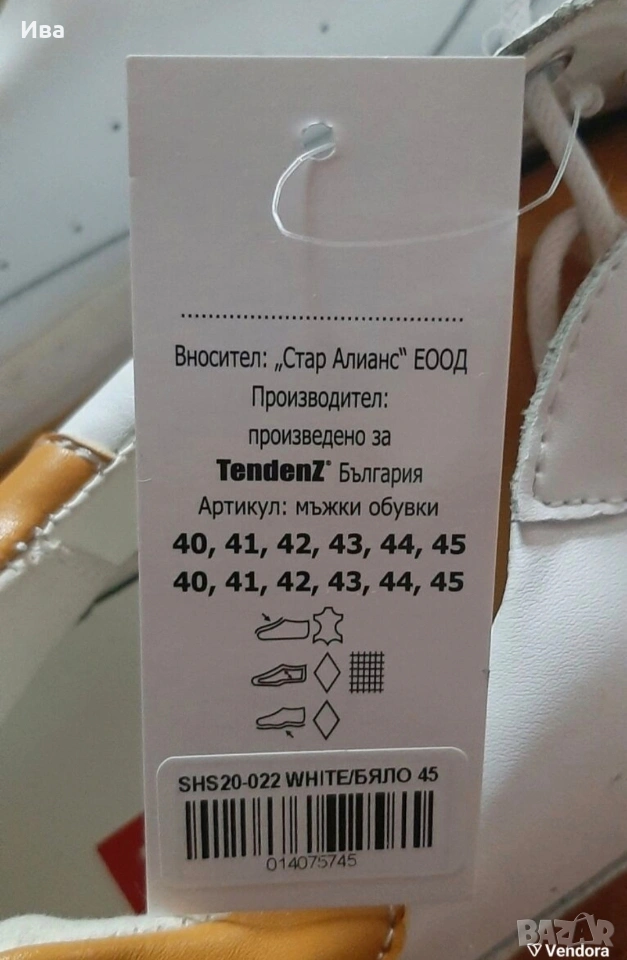 Ива
Вносител: „Стар Алианс“ ЕООД
Производител:
произведено за
TendenZ® България
Артикул: мъжки обувки
40, 41, 42, 43, 44, 45
40, 41, 42, 43, 44, 45
SHS20-022 WHITE/БЯЛО 45
014075745
BAZAR
Vendora